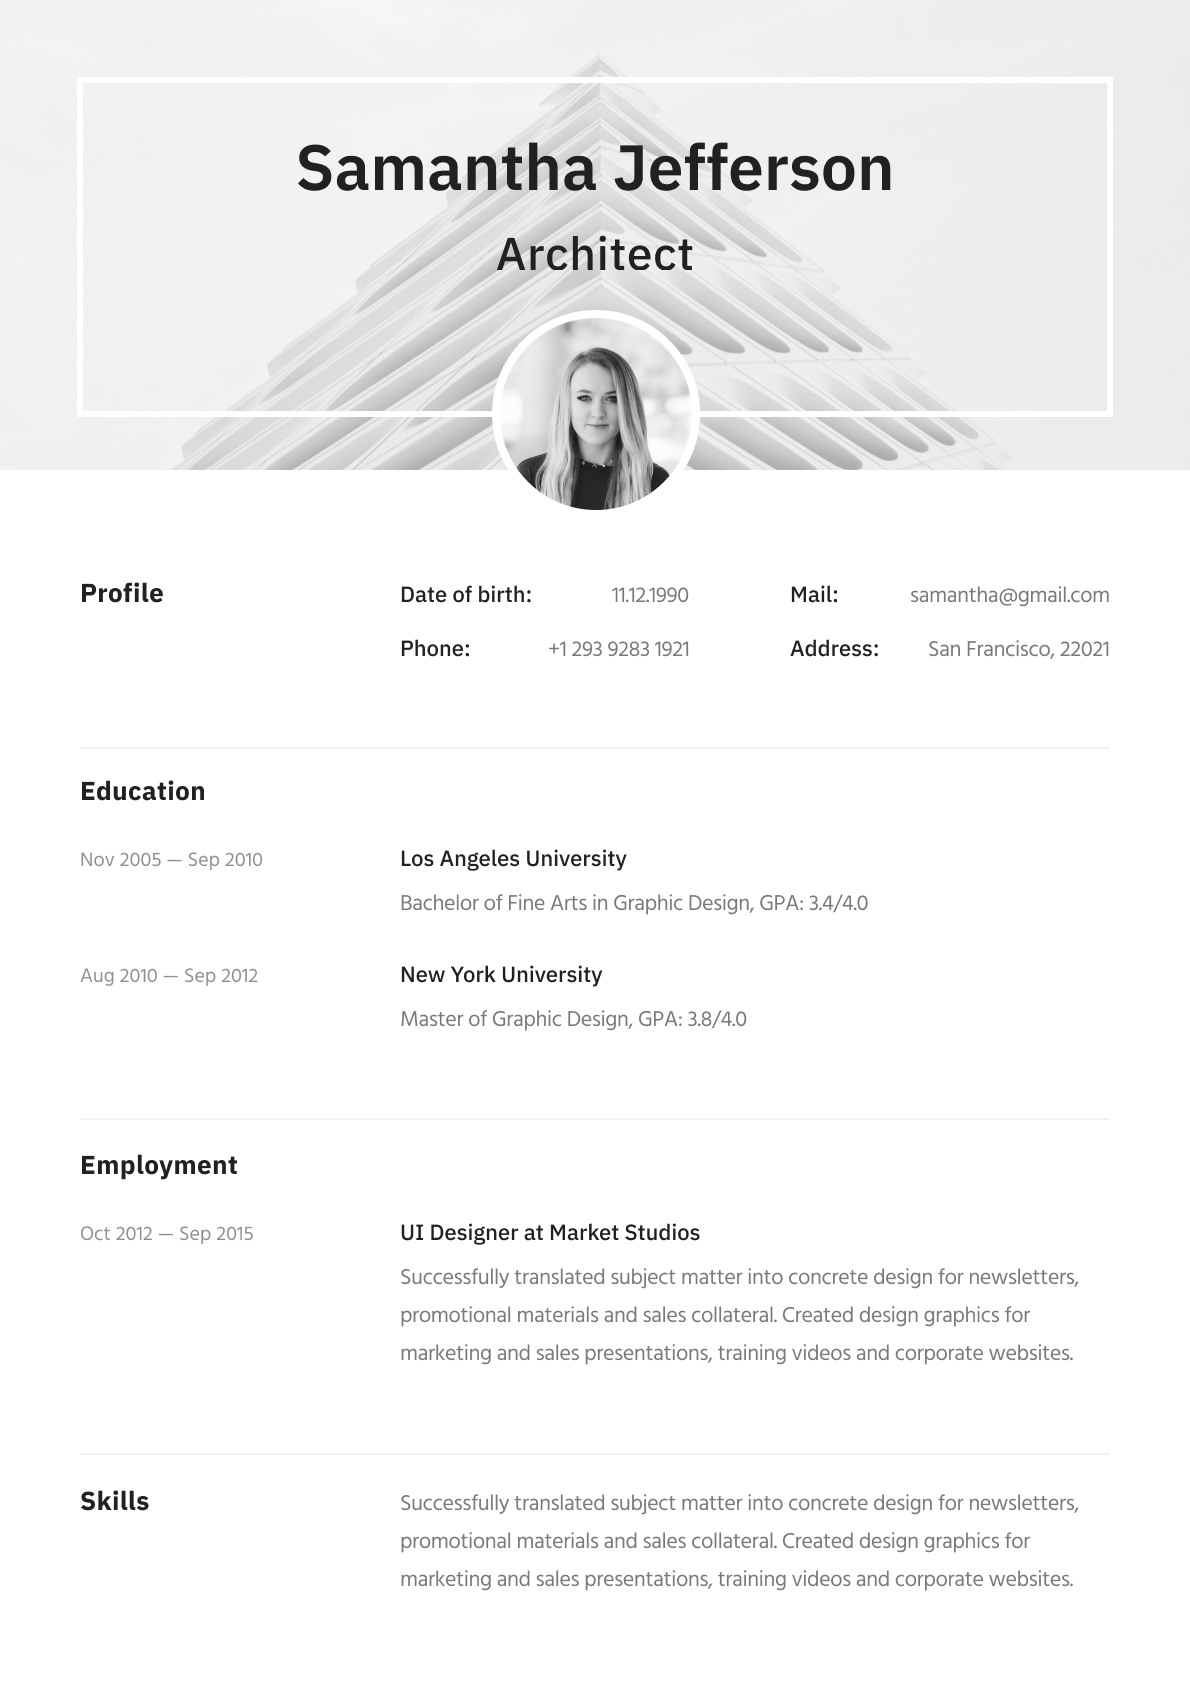 Samantha Jefferson
Architect
Profile
Date of birth: 11.12.1990
Mail: samantha@gmail.com
Phone: +1 293 9283 1921
Address: San Francisco, 22021
Education
Nov 2005 — Sep 2010
Los Angeles University
Bachelor of Fine Arts in Graphic Design, GPA: 3.4/4.0
Aug 2010 — Sep 2012
New York University
Master of Graphic Design, GPA: 3.8/4.0
Employment
Oct 2012 — Sep 2015
UI Designer at Market Studios
Successfully translated subject matter into concrete design for newsletters,
promotional materials and sales collateral. Created design graphics for
marketing and sales presentations, training videos and corporate websites.
Skills
Successfully translated subject matter into concrete design for newsletters,
promotional materials and sales collateral. Created design graphics for
marketing and sales presentations, training videos and corporate websites.